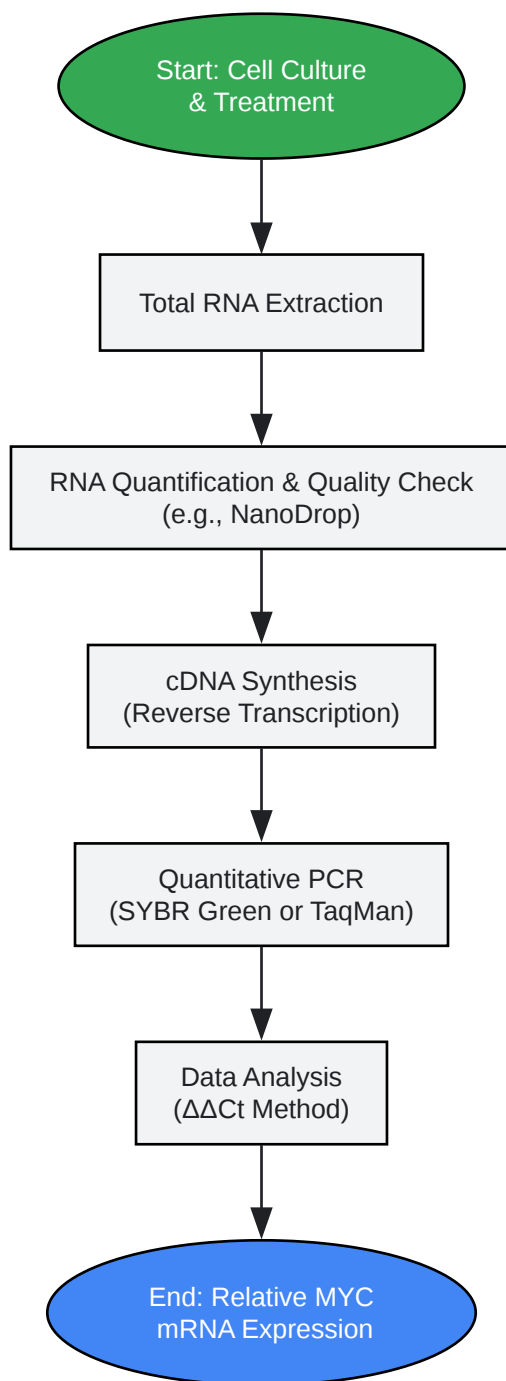 Start: Cell Culture
& Treatment
Total RNA Extraction
RNA Quantification & Quality Check
(e.g., NanoDrop)
cDNA Synthesis
(Reverse Transcription)
Quantitative PCR
(SYBR Green or TaqMan)
Data Analysis
(ΔΔCt Method)
End: Relative MYC
mRNA Expression